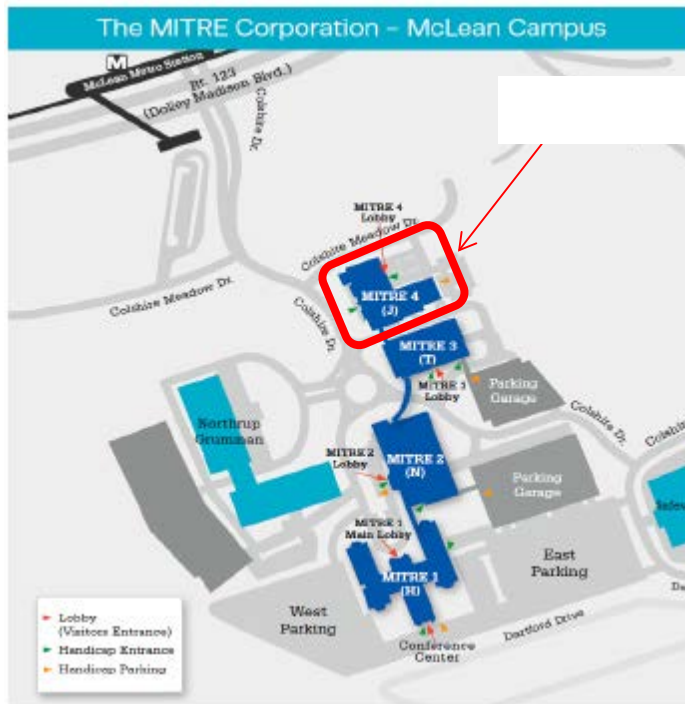 The MITRE Corporation – McLean Campus
M
McLean Metro Station
Rt. 123
(Dolley Madison Blvd.)
Colshire
Dr.
MITRE 4
Lobby
Colshire Meadow Dr.
Colshire Meadow Dr.
MITRE 4
(J)
Colshire Dr.
MITRE 3
(T)
MITRE 3
Lobby
Parking
Garage
Colshire Dr.
Northrup
Grumman
MITRE 2
Lobby
MITRE 2
(N)
Parking
Garage
MITRE 1
Main Lobby
MITRE 1
(H)
East
Parking
West
Parking
Dartford Drive
Conference
Center
Lobby
(Visitors Entrance)
Handicap Entrance
Handicap Parking